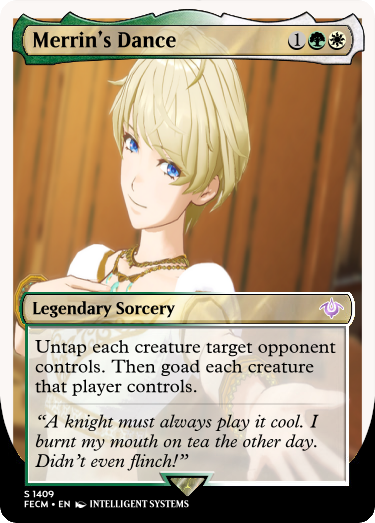 Merrin's Dance 1
Legendary Sorcery
Untap each creature target opponent
controls. Then goad each creature
that player controls.
“A knight must always play it cool. I
burnt my mouth on tea the other day.
Didn't even flinch!”
S 1409
FECM • EN INTELLIGENT SYSTEMS